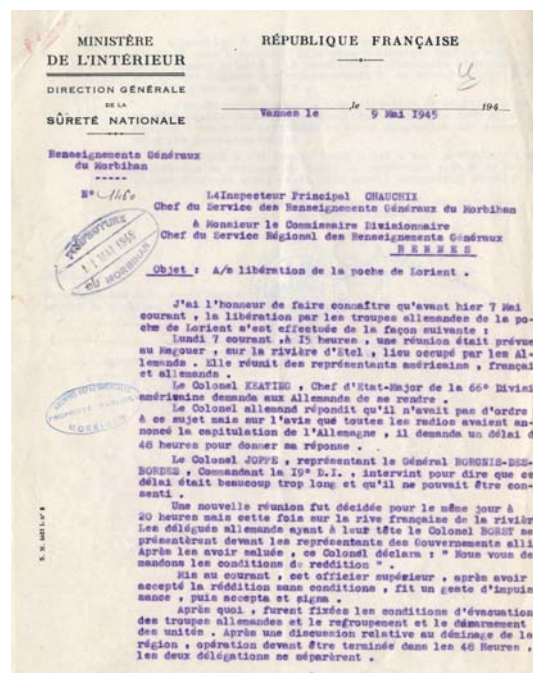 MINISTÈRE
DE L'INTÉRIEUR
DIRECTION GÉNÉRALE
DE LA
SÛRETÉ NATIONALE
RÉPUBLIQUE FRANÇAISE
Vannes le , le 9 Mai 1945 194
Renseignements Généraux
du Morbihan
-----
N° 1460
L4Inspecteur Principal CHAUCHIX
Chef du Service des Renseignements Généraux du Morbihan
à Monsieur le Commissaire Divisionnaire
Chef du Service Régional des Renseignements Généraux
RENNES
PREFECTURE
11 MAI 1945
DU MORBIHAN
Objet : A/s libération de la poche de Lorient .
J'ai l'honneur de faire connaître qu'avant hier 7 Mai
courant , la libération par les troupes allemandes de la po-
che de Lorient s'est effectuée de la façon suivante :
Lundi 7 courant ,à I5 heures , une réunion était prévue
au Magouer , sur la rivière d'Etel , lieu occupé par les Al-
lemands . Elle réunit des représentants américains , françai
et allemands .
Le Colonel KEATING , Chef d'Etat-Major de la 66° Divisi
américaine demanda aux Allemands de se rendre .
Le Colonel allemand répondit qu'il n'avait pas d'ordre
à ce sujet mais sur l'avis que toutes les radios avaient an-
noncé la capitulation de l'Allemagne , il demanda un délai d
48 heures pour donner sa réponse .
MORBIHAN
Le Colonel JOPPE , représentant le Général BORGNIS-DES-
BORDES , Commandant la I9° D.I. , intervint pour dire que ce
délai était beaucoup trop long et qu'il ne pouvait être con-
senti .
Une nouvelle réunion fut décidée pour le même jour à
20 heures mais cette fois sur la rive française de la rivièr
Les délégués allemands ayant à leur tête le Colonel BORST se
présentèrent devant les représentants des Gouvernements alli
Après les avoir salués , ce Colonel déclara : " Nous vous de
mandons les conditions de reddition " .
Mis au courant , cet officier supérieur , après avoir
accepté la réddition sans conditions , fit un geste d'impuis
sance , puis accepta et signa .
Après quoi , furent fixées les conditions d'évacuation
des troupes allemandes et le regroupement et le désarmement
des unités . Après une discussion relative au déminage de la
région , opération devant être terminée dans les 48 Heures ,
les deux délégations se séparèrent .